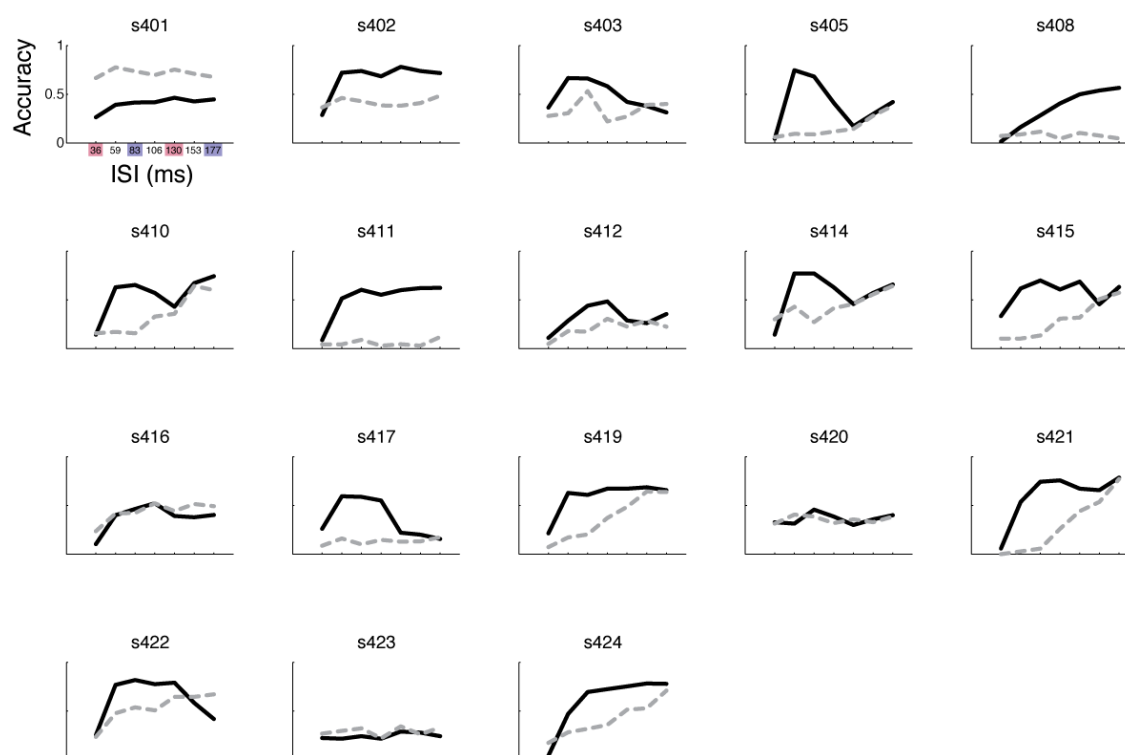 s401 s402 s403 s405 s408
1
Accuracy
0.5
0
36 59 83 106 130 153 177
ISI (ms)
s410 s411 s412 s414 s415
s416 s417 s419 s420 s421
s422 s423 s424